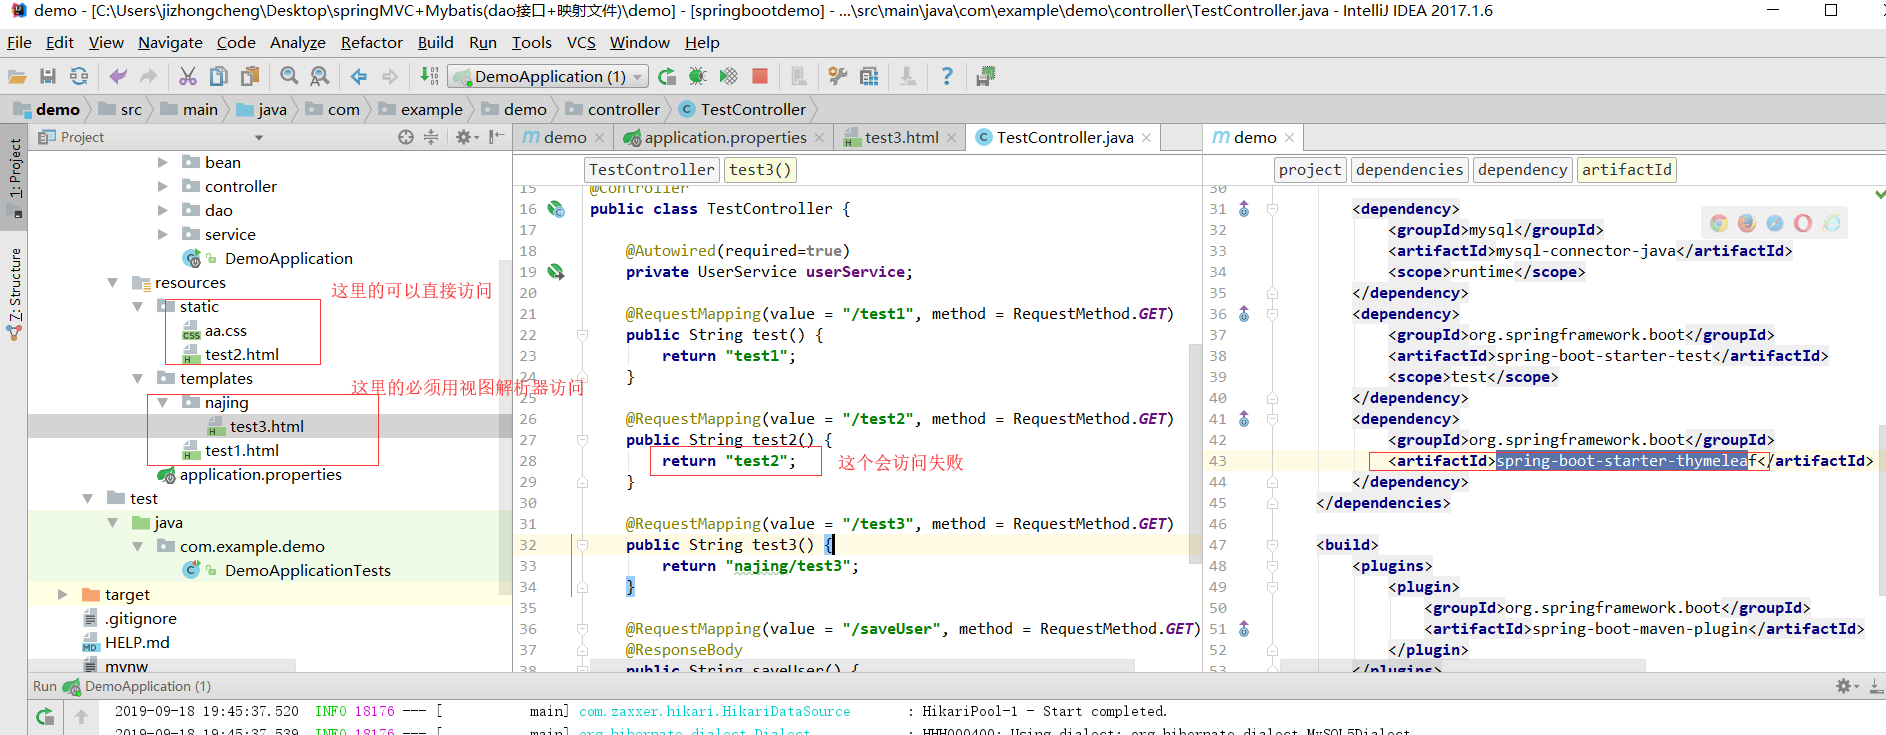 demo - [C:\Users\jizhongcheng\Desktop\springMVC+Mybatis(dao接口+映射文件)\demo] - [springbootdemo] - ...\src\main\java\com\example\demo\controller\TestController.java - IntelliJ IDEA 2017.1.6
File Edit View Navigate Code Analyze Refactor Build Run Tools VCS Window Help
DemoApplication (1)
demo src main java com example demo controller TestController
Project
1: Project
Z: Structure
bean
controller
dao
service
DemoApplication
resources
这里的可以直接访问
static
aa.css
test2.html
templates
这里的必须用视图解析器访问
najing
test3.html
test1.html
application.properties
test
java
com.example.demo
DemoApplicationTests
target
.gitignore
HELP.md
mvnw
demo application.properties test3.html TestController.java
TestController test3()
15 @Controller
16 public class TestController {
17
18 @Autowired(required=true)
19 private UserService userService;
20
21 @RequestMapping(value = "/test1", method = RequestMethod.GET)
22 public String test() {
23 return "test1";
24 }
25
26 @RequestMapping(value = "/test2", method = RequestMethod.GET)
27 public String test2() {
28 return "test2"; 这个会访问失败
29 }
30
31 @RequestMapping(value = "/test3", method = RequestMethod.GET)
32 public String test3() {
33 return "najing/test3";
34 }
35
36 @RequestMapping(value = "/saveUser", method = RequestMethod.GET)
37 @ResponseBody
38 public String saveUser() {
demo
project dependencies dependency artifactId
30
31 <dependency>
32 <groupId>mysql</groupId>
33 <artifactId>mysql-connector-java</artifactId>
34 <scope>runtime</scope>
35 </dependency>
36 <dependency>
37 <groupId>org.springframework.boot</groupId>
38 <artifactId>spring-boot-starter-test</artifactId>
39 <scope>test</scope>
40 </dependency>
41 <dependency>
42 <groupId>org.springframework.boot</groupId>
43 <artifactId>spring-boot-starter-thymeleaf</artifactId>
44 </dependency>
45 </dependencies>
46
47 <build>
48 <plugins>
49 <plugin>
50 <groupId>org.springframework.boot</groupId>
51 <artifactId>spring-boot-maven-plugin</artifactId>
52 </plugin>
53 </plugins>
Run DemoApplication (1)
2019-09-18 19:45:37.520 INFO 18176 --- [ main] com.zaxxer.hikari.HikariDataSource : HikariPool-1 - Start completed.
2019-09-18 19:45:37.539 INFO 18176 --- [ main] org.hibernate.dialect.Dialect : HHH000400: Using dialect: org.hibernate.dialect.MySQL5Dialect